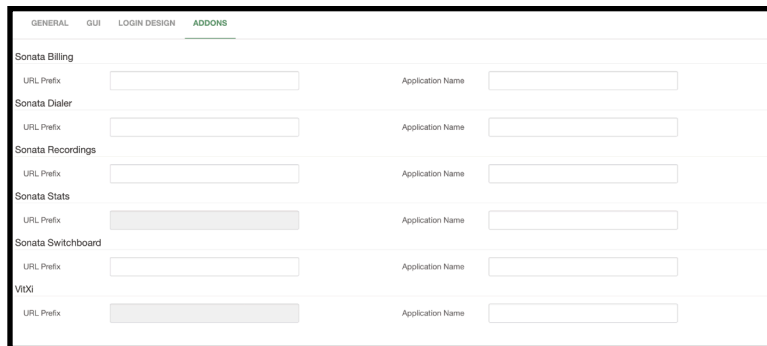 GENERAL GUI LOGIN DESIGN ADDONS
Sonata Billing
URL Prefix Application Name
Sonata Dialer
URL Prefix Application Name
Sonata Recordings
URL Prefix Application Name
Sonata Stats
URL Prefix Application Name
Sonata Switchboard
URL Prefix Application Name
VitXi
URL Prefix Application Name